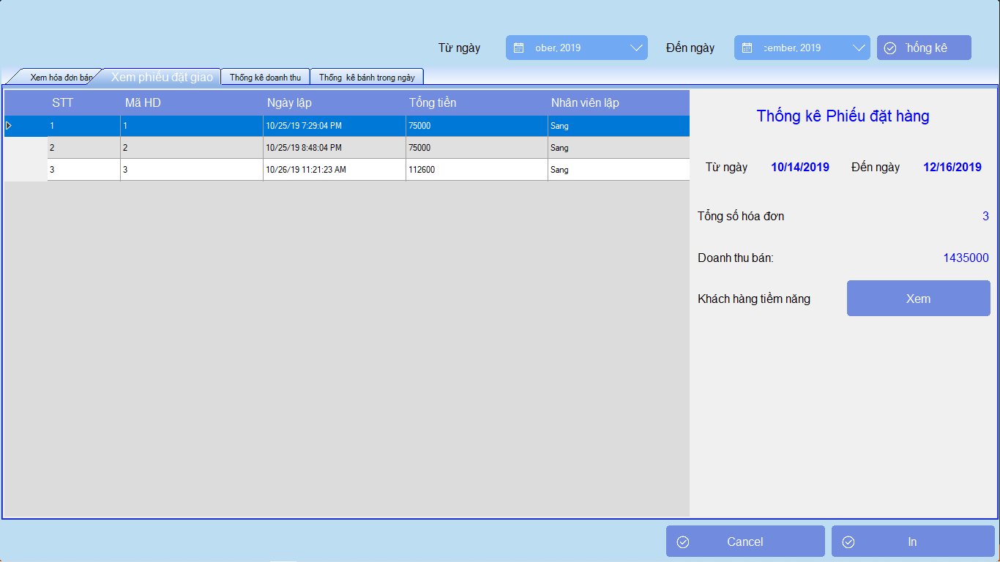 Từ ngày ober, 2019 Đến ngày cember, 2019 hống kê
Xem hóa đơn bán Xem phiếu đặt giao Thống kê doanh thu Thống kê bánh trong ngày
STT Mã HD Ngày lập Tổng tiền Nhân viên lập
1 1 10/25/19 7:29:04 PM 75000 Sang
2 2 10/25/19 8:48:04 PM 75000 Sang
3 3 10/26/19 11:21:23 AM 112600 Sang
Thống kê Phiếu đặt hàng
Từ ngày 10/14/2019 Đến ngày 12/16/2019
Tổng số hóa đơn 3
Doanh thu bán: 1435000
Khách hàng tiềm năng Xem
Cancel In